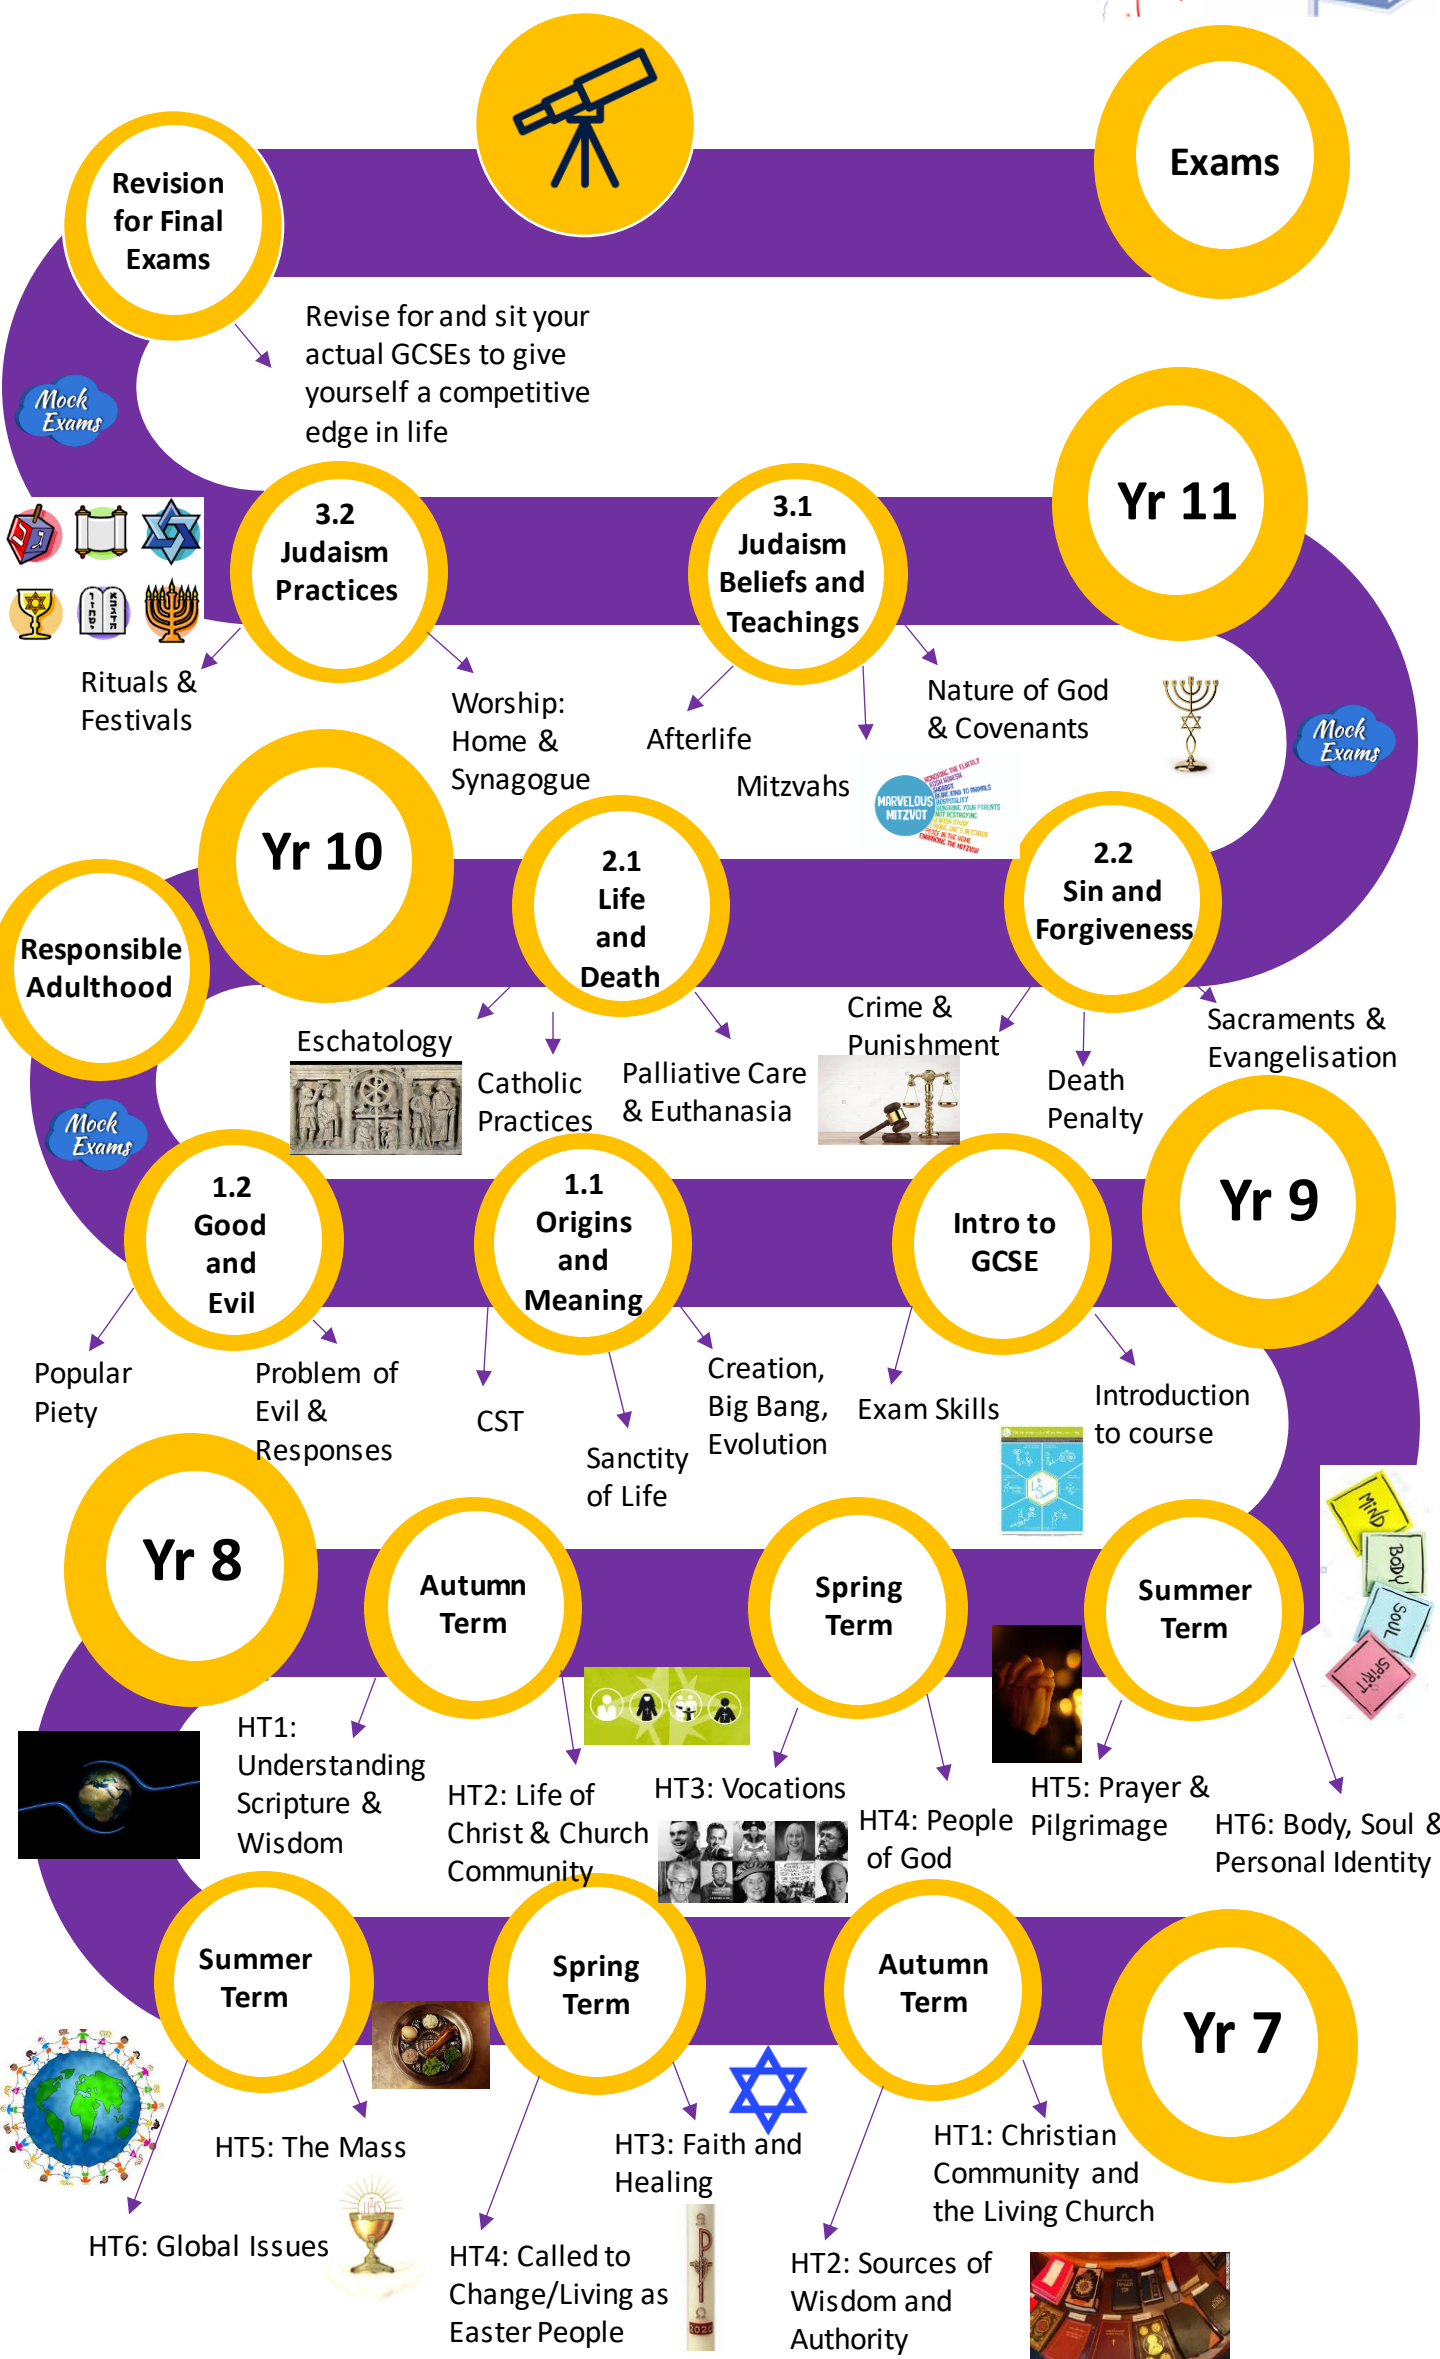 Exams
Revision
for Final
Exams
Revise for and sit your
actual GCSEs to give
yourself a competitive
edge in life
Mock
Exams
Yr 11
3.1
Judaism
Beliefs and
Teachings
3.2
Judaism
Practices
Rituals &
Festivals
Worship:
Home &
Synagogue
Afterlife
Mitzvahs
Nature of God
& Covenants
MARVELOUS
MITZVOT
Mock
Exams
Yr 10
2.1
Life
and
Death
2.2
Sin and
Forgiveness
Responsible
Adulthood
Eschatology
Catholic
Practices
Palliative Care
& Euthanasia
Crime &
Punishment
Death
Penalty
Sacraments &
Evangelisation
Mock
Exams
1.2
Good
and
Evil
1.1
Origins
and
Meaning
Intro to
GCSE
Yr 9
Popular
Piety
Problem of
Evil &
Responses
CST
Sanctity
of Life
Creation,
Big Bang,
Evolution
Exam Skills
Introduction
to course
Yr 8
Autumn
Term
Spring
Term
Summer
Term
MIND
BODY
SOUL
SPIRIT
HT1:
Understanding
Scripture &
Wisdom
HT2: Life of
Christ & Church
Community
HT3: Vocations
HT4: People
of God
HT5: Prayer &
Pilgrimage
HT6: Body, Soul &
Personal Identity
Summer
Term
Spring
Term
Autumn
Term
Yr 7
HT5: The Mass
HT6: Global Issues
HT3: Faith and
Healing
HT4: Called to
Change/Living as
Easter People
HT1: Christian
Community and
the Living Church
HT2: Sources of
Wisdom and
Authority
IHS
2020